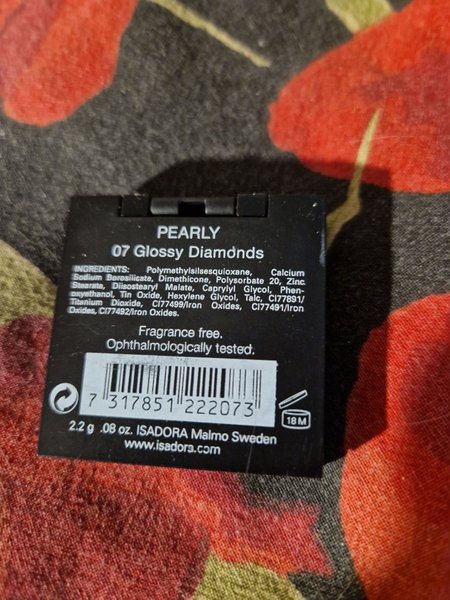 PEARLY
07 Glossy Diamonds
INGREDIENTS: Polymethylsilsesquioxane, Calcium
Sodium Borosilicate, Dimethicone, Polysorbate 20, Zinc
Stearate, Diisostearyl Malate, Caprylyl Glycol, Phen-
oxyethanol, Tin Oxide, Hexylene Glycol, Talc, CI77891/
Titanium Dioxide, CI77499/Iron Oxides, CI77491/Iron
Oxides, CI77492/Iron Oxides.
Fragrance free.
Ophthalmologically tested.
7 317851 222073
18 M
2.2 g .08 oz. ISADORA Malmo Sweden
www.isadora.com